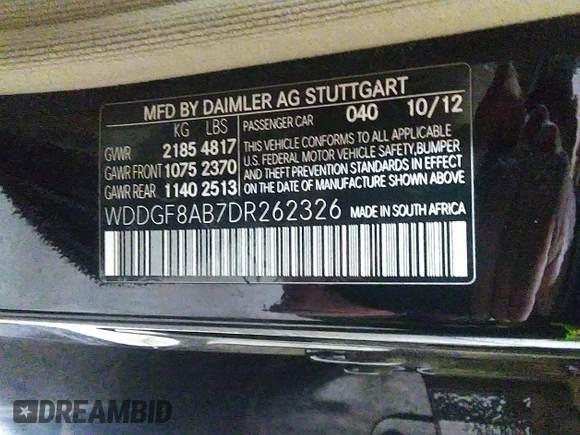 MFD BY DAIMLER AG STUTTGART
KG LBS PASSENGER CAR 040 10/12
GVWR 2185 4817
GAWR FRONT 1075 2370
GAWR REAR 1140 2513
THIS VEHICLE CONFORMS TO ALL APPLICABLE
U.S. FEDERAL MOTOR VEHICLE SAFETY, BUMPER
AND THEFT PREVENTION STANDARDS IN EFFECT
ON THE DATE OF MANUFACTURE SHOWN ABOVE.
WDDGF8AB7DR262326 MADE IN SOUTH AFRICA
DREAMBID